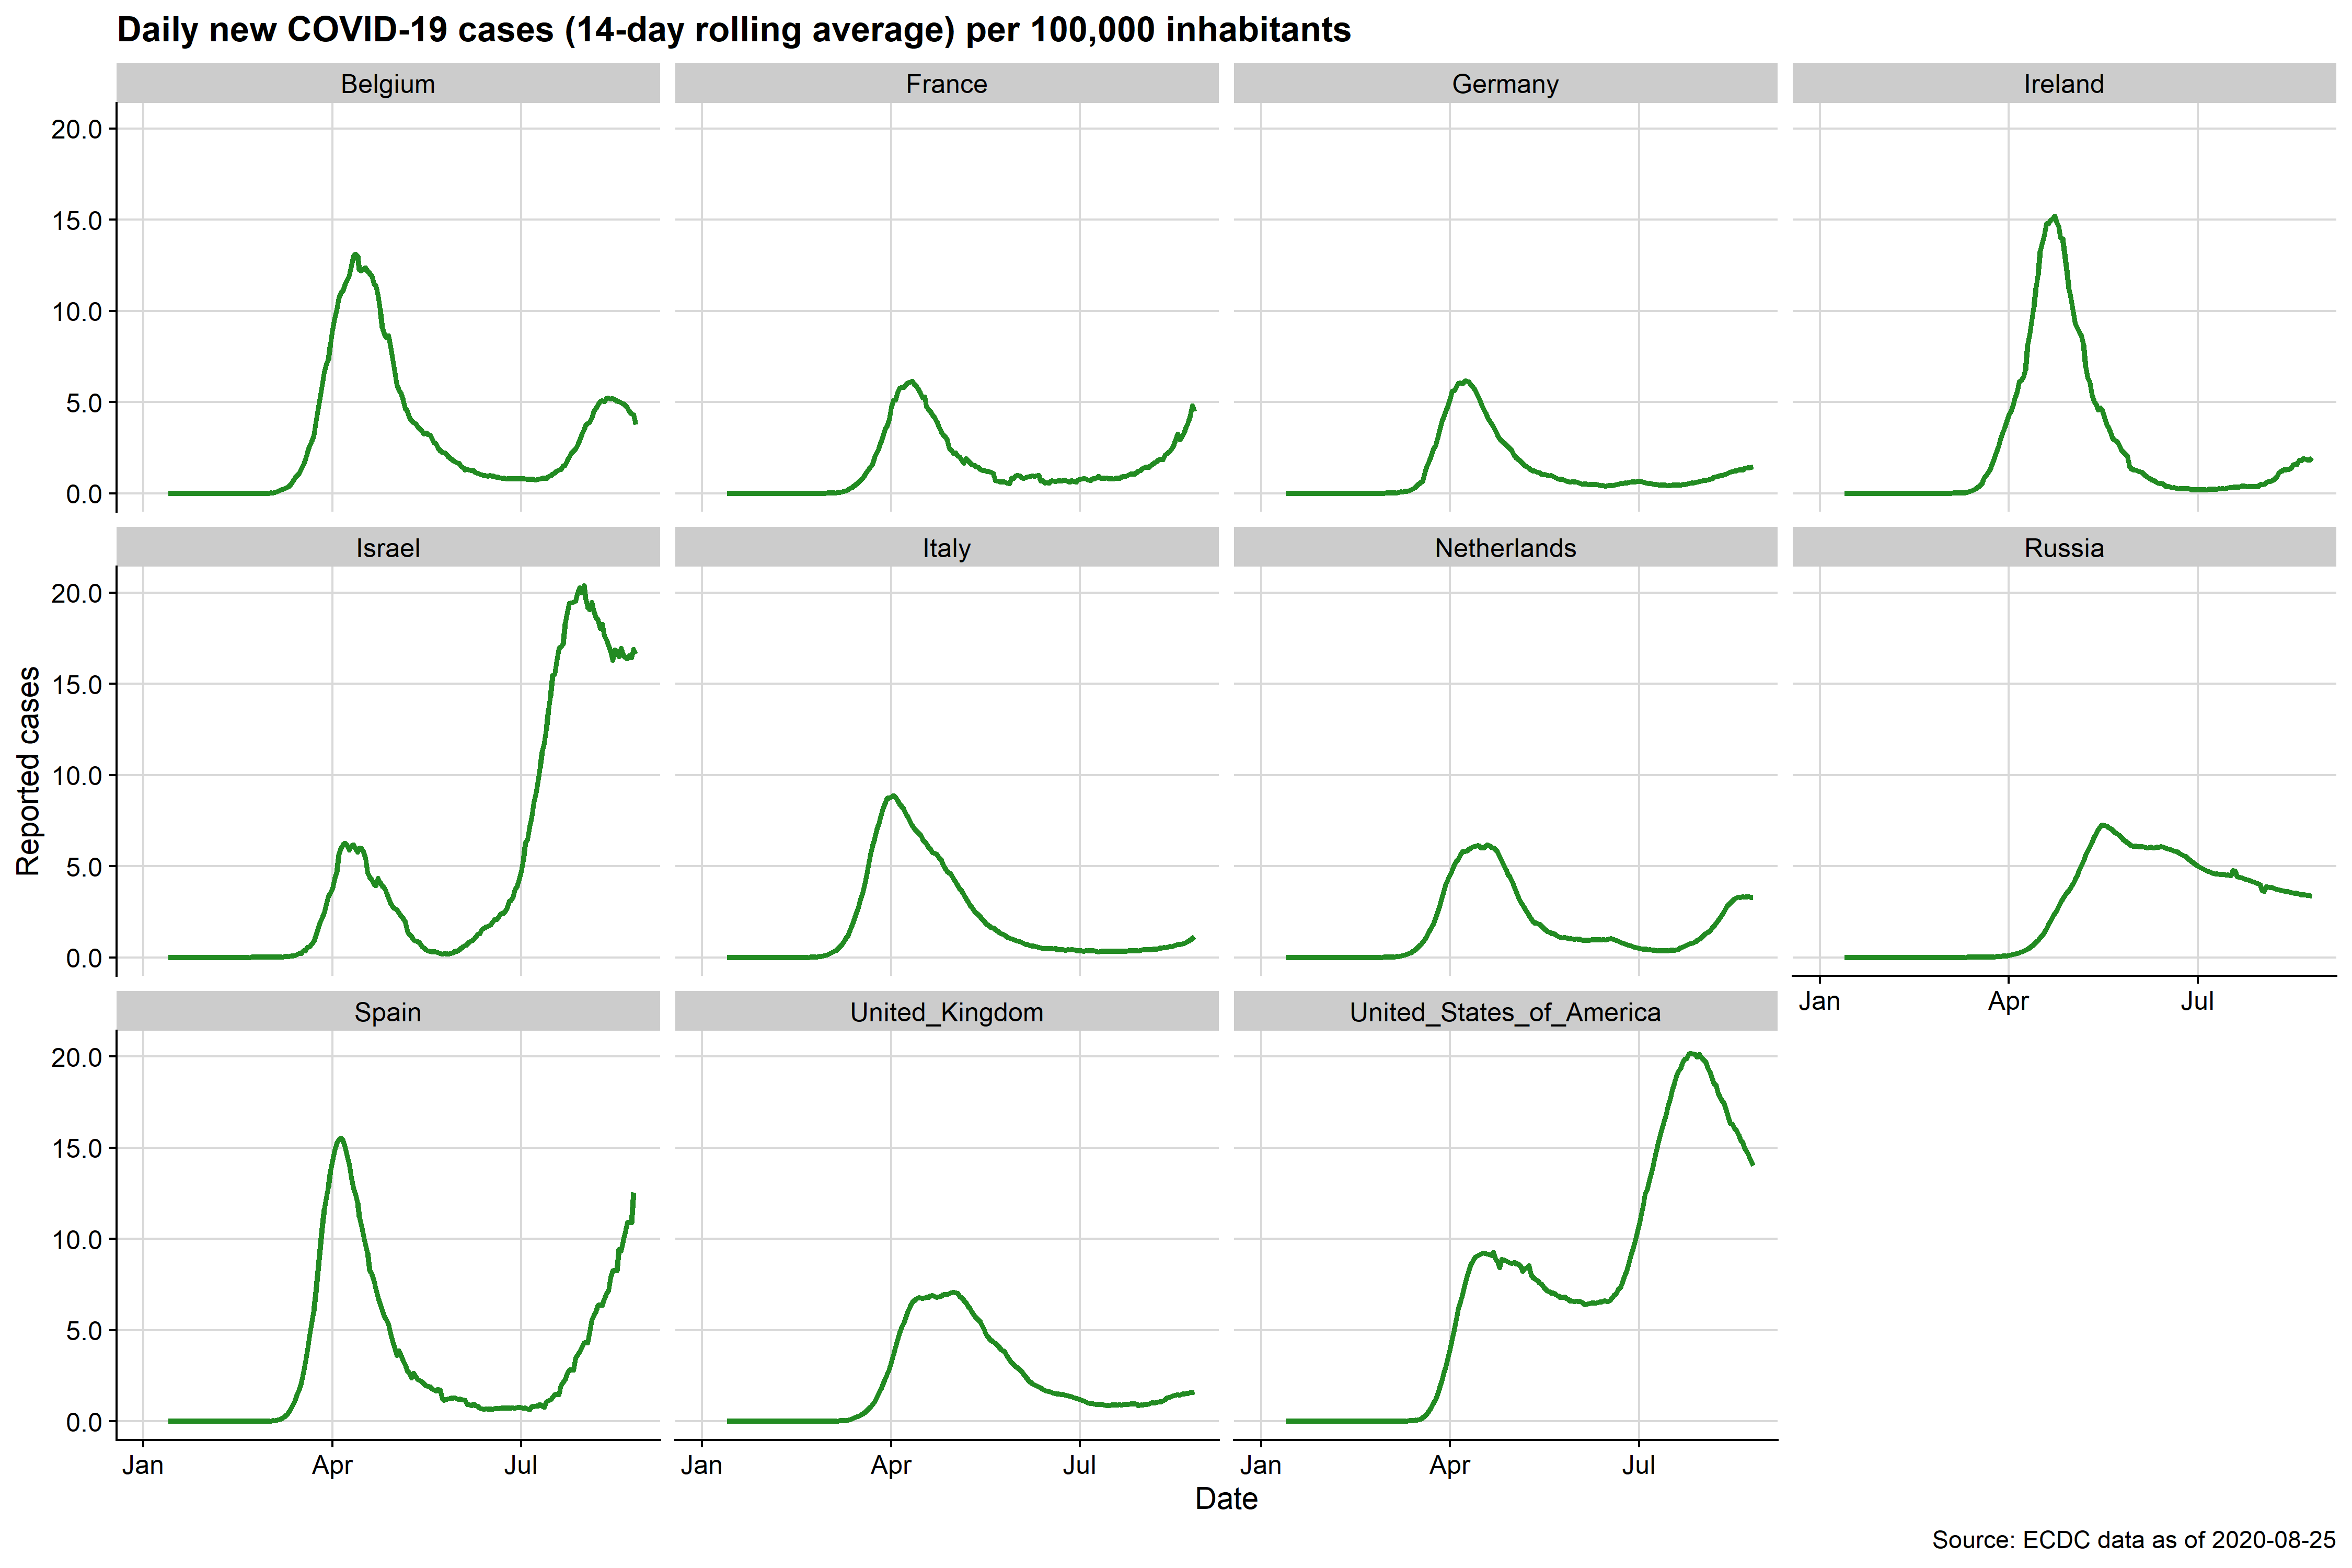 Daily new COVID-19 cases (14-day rolling average) per 100,000 inhabitants
Belgium France Germany Ireland
20.0
15.0
10.0
5.0
0.0
Israel Italy Netherlands Russia
20.0
15.0
10.0
5.0
0.0
Jan Apr Jul
Reported cases
Spain United_Kingdom United_States_of_America
20.0
15.0
10.0
5.0
0.0
Jan Apr Jul Jan Apr Jul Jan Apr Jul
Date
Source: ECDC data as of 2020-08-25